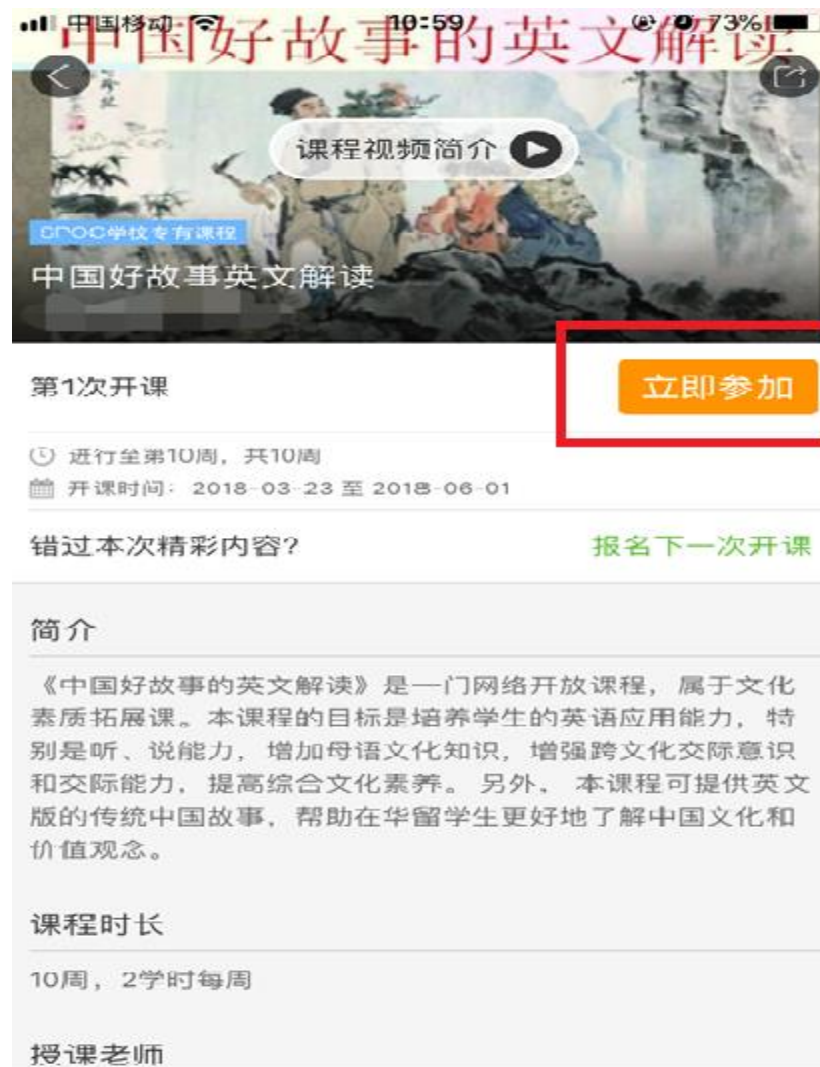 中国移动 10:59 73%
中国好故事的英文解读
课程视频简介
SPOC学校专有课程
中国好故事英文解读
第1次开课
立即参加
进行至第10周，共10周
开课时间：2018-03-23 至 2018-06-01
错过本次精彩内容？
报名下一次开课
简介
《中国好故事的英文解读》是一门网络开放课程，属于文化
素质拓展课。本课程的目标是培养学生的英语应用能力，特
别是听、说能力，增加母语文化知识，增强跨文化交际意识
和交际能力，提高综合文化素养。另外， 本课程可提供英文
版的传统中国故事，帮助在华留学生更好地了解中国文化和
价值观念。
课程时长
10周，2学时每周
授课老师